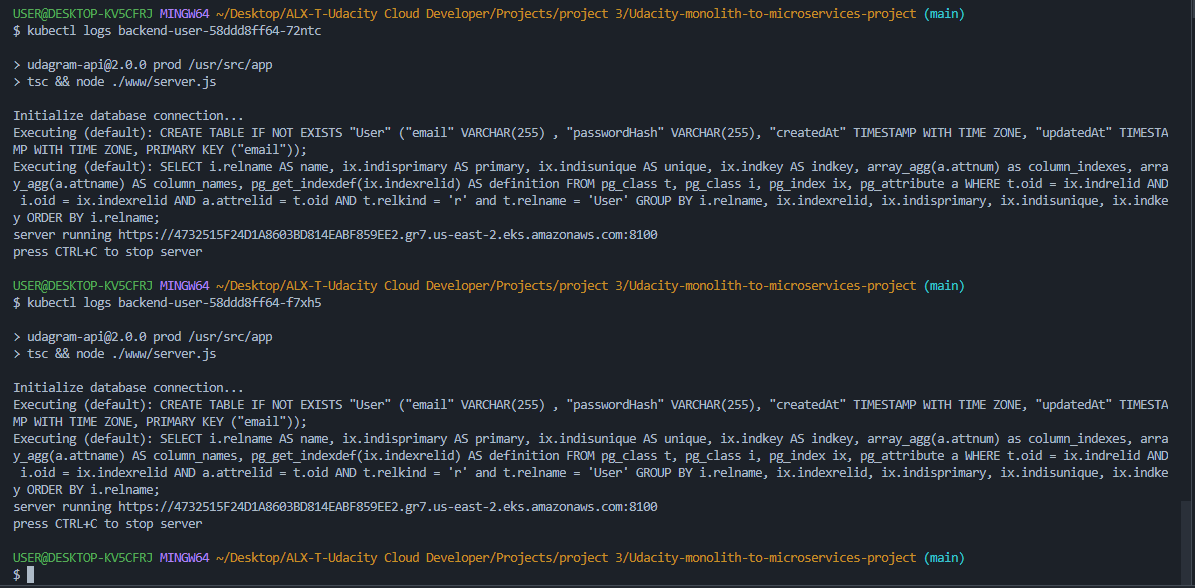 USER@DESKTOP-KV5CFRJ MINGW64 ~/Desktop/ALX-T-Udacity Cloud Developer/Projects/project 3/Udacity-monolith-to-microservices-project (main)
$ kubectl logs backend-user-58ddd8ff64-72ntc
> udagram-api@2.0.0 prod /usr/src/app
> tsc && node ./www/server.js
Initialize database connection...
Executing (default): CREATE TABLE IF NOT EXISTS "User" ("email" VARCHAR(255) , "passwordHash" VARCHAR(255), "createdAt" TIMESTAMP WITH TIME ZONE, "updatedAt" TIMESTA
MP WITH TIME ZONE, PRIMARY KEY ("email"));
Executing (default): SELECT i.relname AS name, ix.indisprimary AS primary, ix.indisunique AS unique, ix.indkey AS indkey, array_agg(a.attnum) as column_indexes, arra
y_agg(a.attname) AS column_names, pg_get_indexdef(ix.indexrelid) AS definition FROM pg_class t, pg_class i, pg_index ix, pg_attribute a WHERE t.oid = ix.indrelid AND
i.oid = ix.indexrelid AND a.attrelid = t.oid AND t.relkind = 'r' and t.relname = 'User' GROUP BY i.relname, ix.indexrelid, ix.indisprimary, ix.indisunique, ix.indke
y ORDER BY i.relname;
server running https://4732515F24D1A8603BD814EABF859EE2.gr7.us-east-2.eks.amazonaws.com:8100
press CTRL+C to stop server
USER@DESKTOP-KV5CFRJ MINGW64 ~/Desktop/ALX-T-Udacity Cloud Developer/Projects/project 3/Udacity-monolith-to-microservices-project (main)
$ kubectl logs backend-user-58ddd8ff64-f7xh5
> udagram-api@2.0.0 prod /usr/src/app
> tsc && node ./www/server.js
Initialize database connection...
Executing (default): CREATE TABLE IF NOT EXISTS "User" ("email" VARCHAR(255) , "passwordHash" VARCHAR(255), "createdAt" TIMESTAMP WITH TIME ZONE, "updatedAt" TIMESTA
MP WITH TIME ZONE, PRIMARY KEY ("email"));
Executing (default): SELECT i.relname AS name, ix.indisprimary AS primary, ix.indisunique AS unique, ix.indkey AS indkey, array_agg(a.attnum) as column_indexes, arra
y_agg(a.attname) AS column_names, pg_get_indexdef(ix.indexrelid) AS definition FROM pg_class t, pg_class i, pg_index ix, pg_attribute a WHERE t.oid = ix.indrelid AND
i.oid = ix.indexrelid AND a.attrelid = t.oid AND t.relkind = 'r' and t.relname = 'User' GROUP BY i.relname, ix.indexrelid, ix.indisprimary, ix.indisunique, ix.indke
y ORDER BY i.relname;
server running https://4732515F24D1A8603BD814EABF859EE2.gr7.us-east-2.eks.amazonaws.com:8100
press CTRL+C to stop server
USER@DESKTOP-KV5CFRJ MINGW64 ~/Desktop/ALX-T-Udacity Cloud Developer/Projects/project 3/Udacity-monolith-to-microservices-project (main)
$